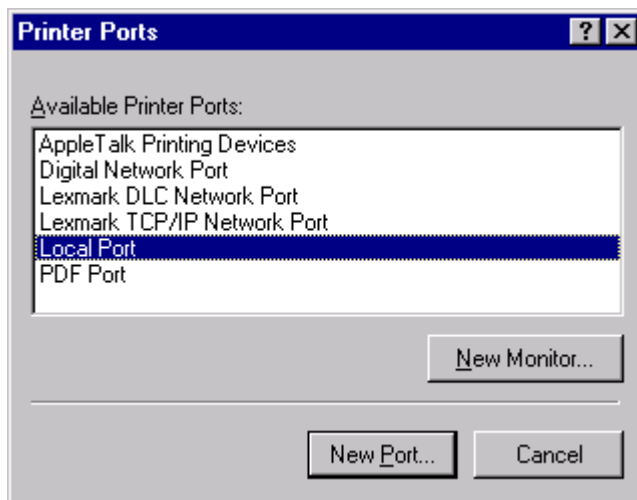 Printer Ports
Available Printer Ports:
AppleTalk Printing Devices
Digital Network Port
Lexmark DLC Network Port
Lexmark TCP/IP Network Port
Local Port
PDF Port
New Monitor...
New Port...
Cancel